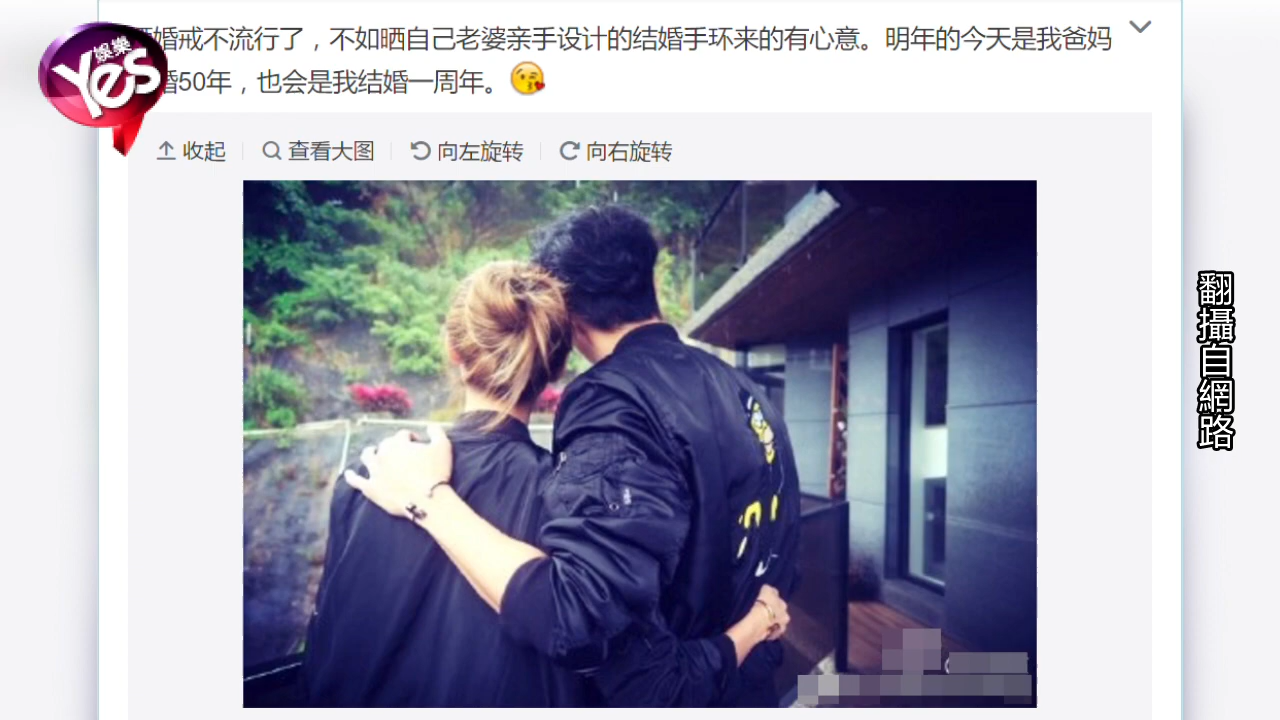 婚戒不流行了，不如晒自己老婆亲手设计的结婚手环来的有心意。明年的今天是我爸妈
婚50年，也会是我结婚一周年。
娛樂
Yes
收起
查看大图
向左旋转
向右旋转
翻攝自網路